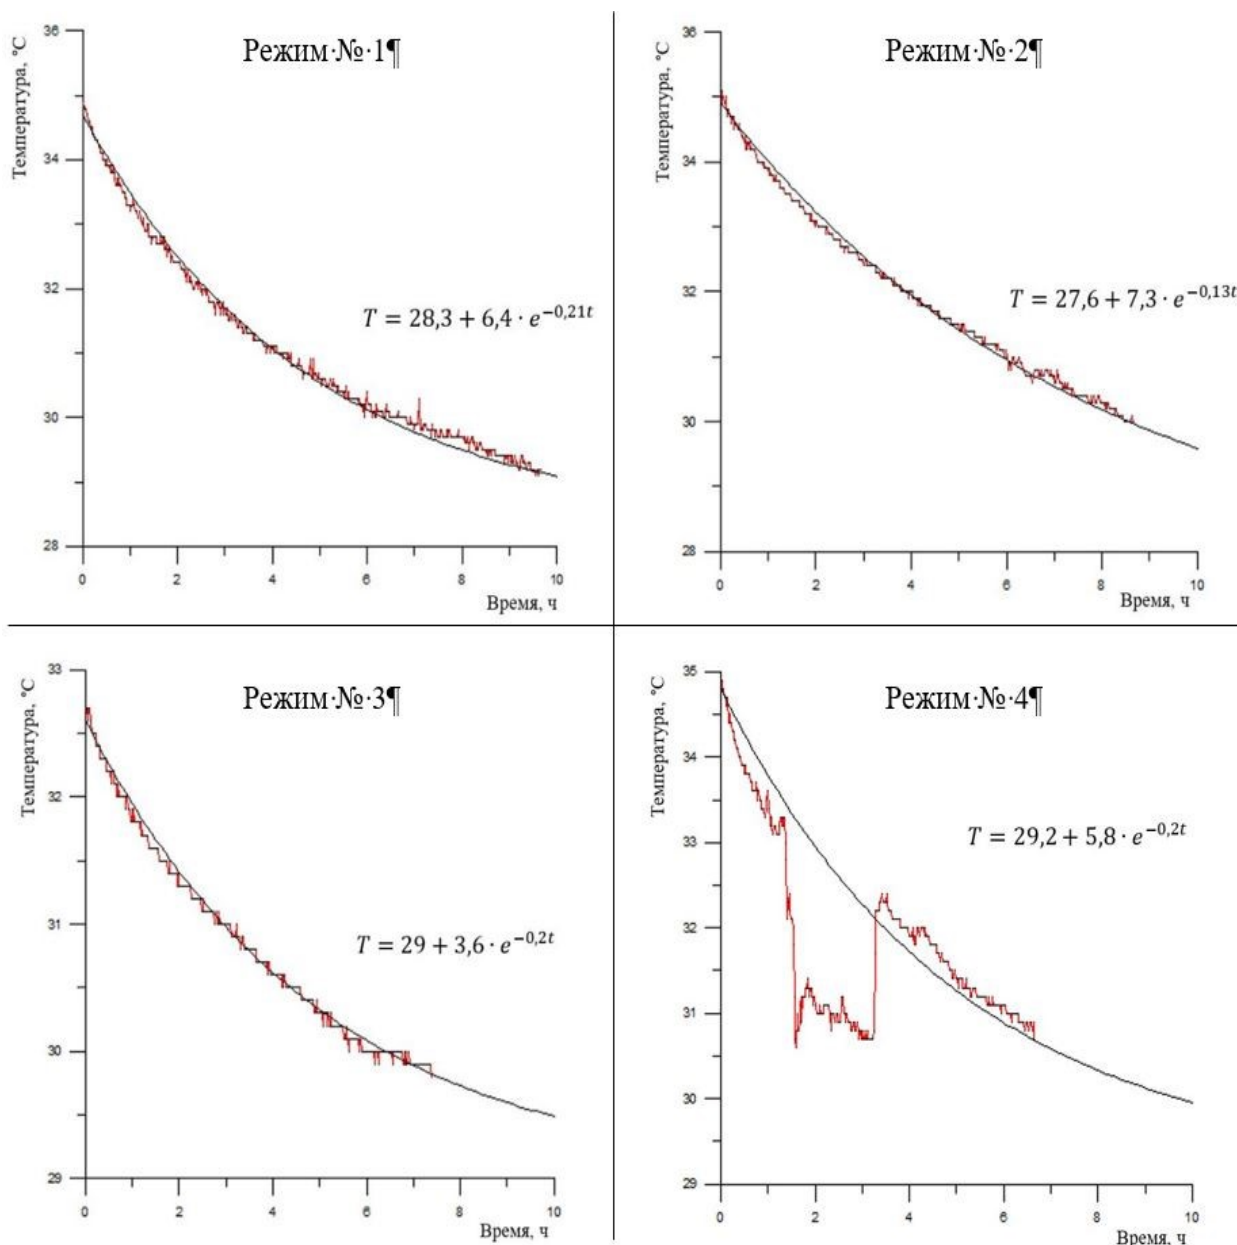 Режим·№·1¶
Температура, °C
36
34
32
30
28
T = 28,3 + 6,4 · e^−0,21t
0 2 4 6 8 10
Время, ч
Режим·№·2¶
Температура, °C
36
34
32
30
28
T = 27,6 + 7,3 · e^−0,13t
0 2 4 6 8 10
Время, ч
Режим·№·3¶
Температура, °C
33
32
31
30
29
T = 29 + 3,6 · e^−0,2t
0 2 4 6 8 10
Время, ч
Режим·№·4¶
Температура, °C
35
34
33
32
31
30
29
T = 29,2 + 5,8 · e^−0,2t
0 2 4 6 8 10
Время, ч